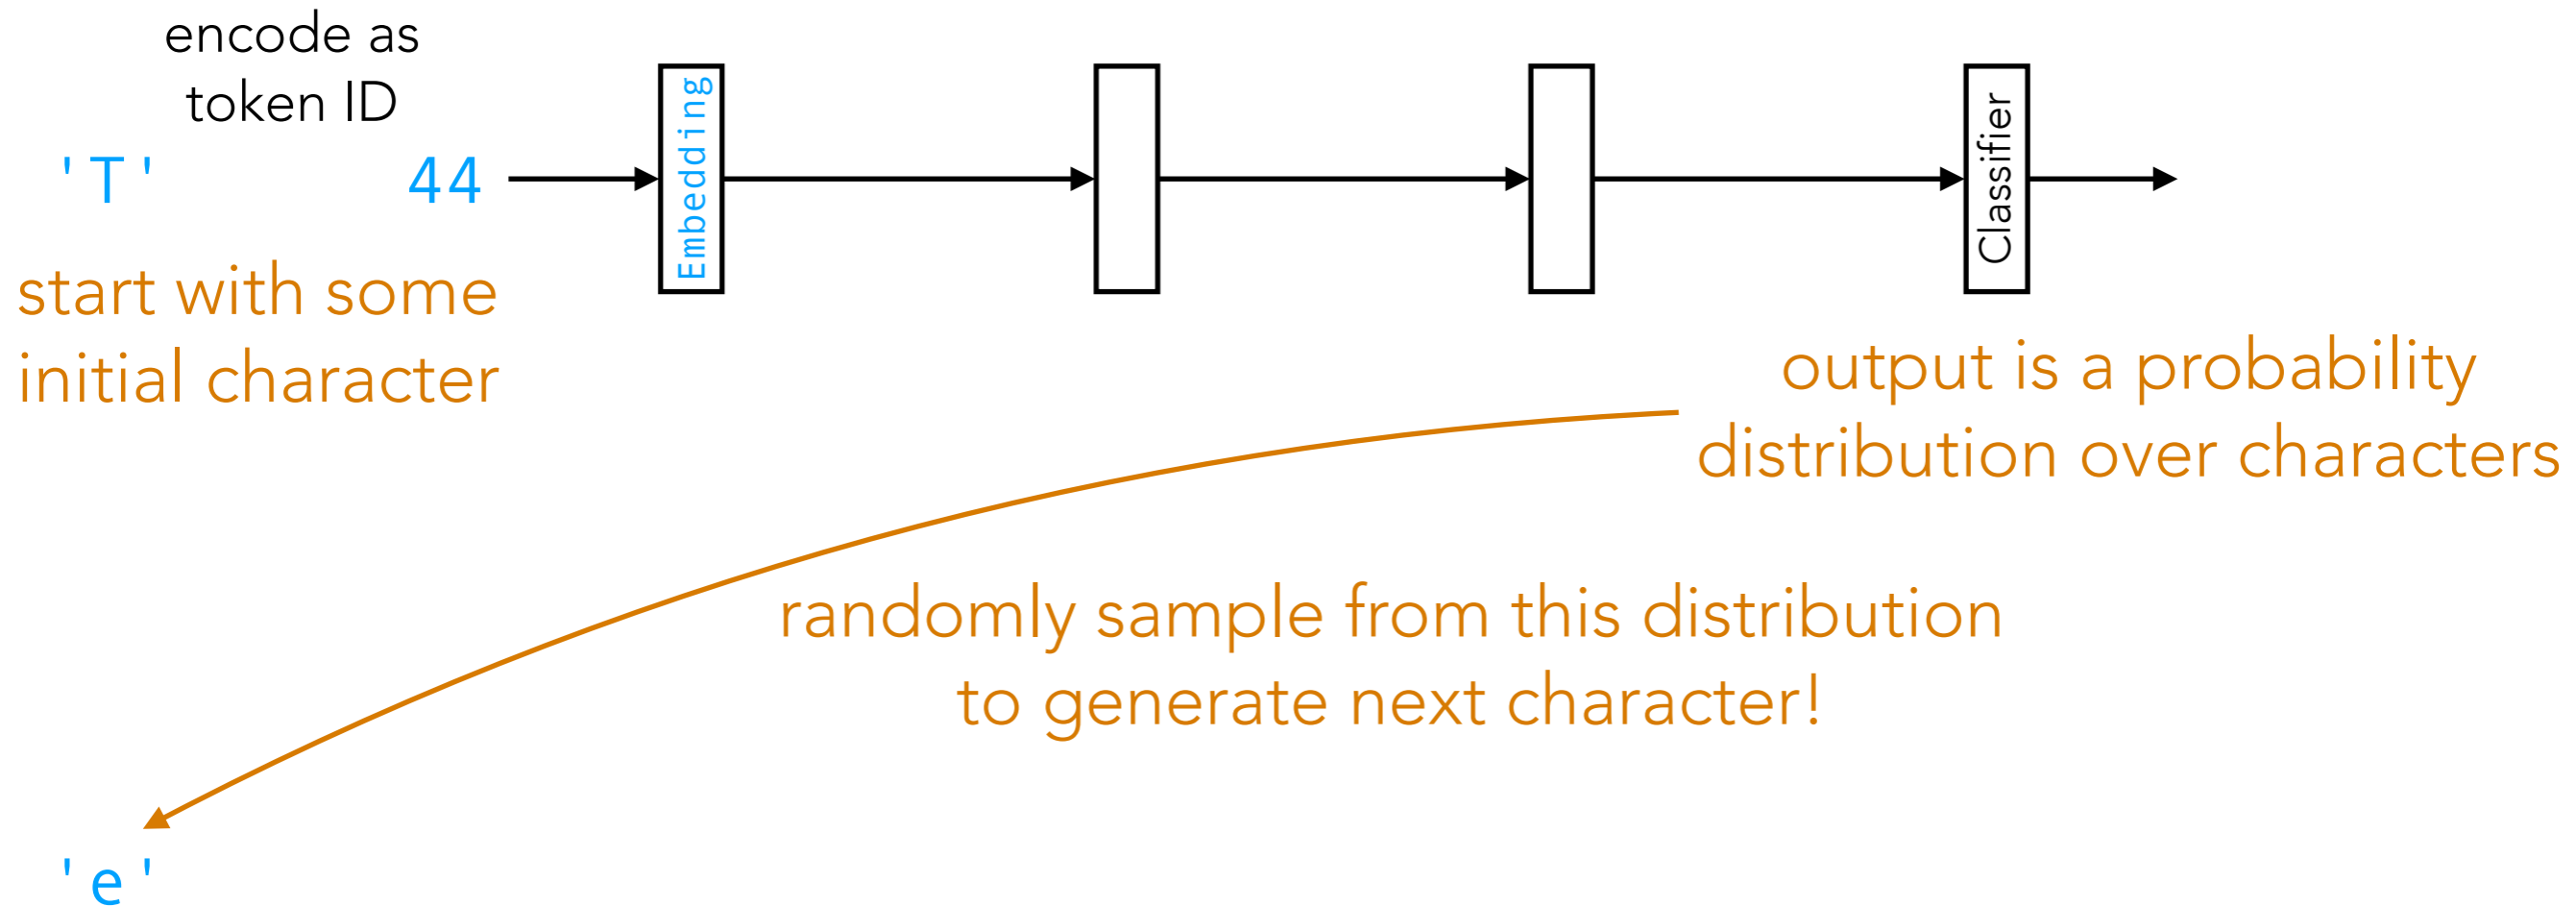 encode as
token ID
'T' 44
Embedding
Classifier
start with some
initial character
output is a probability
distribution over characters
randomly sample from this distribution
to generate next character!
'e'